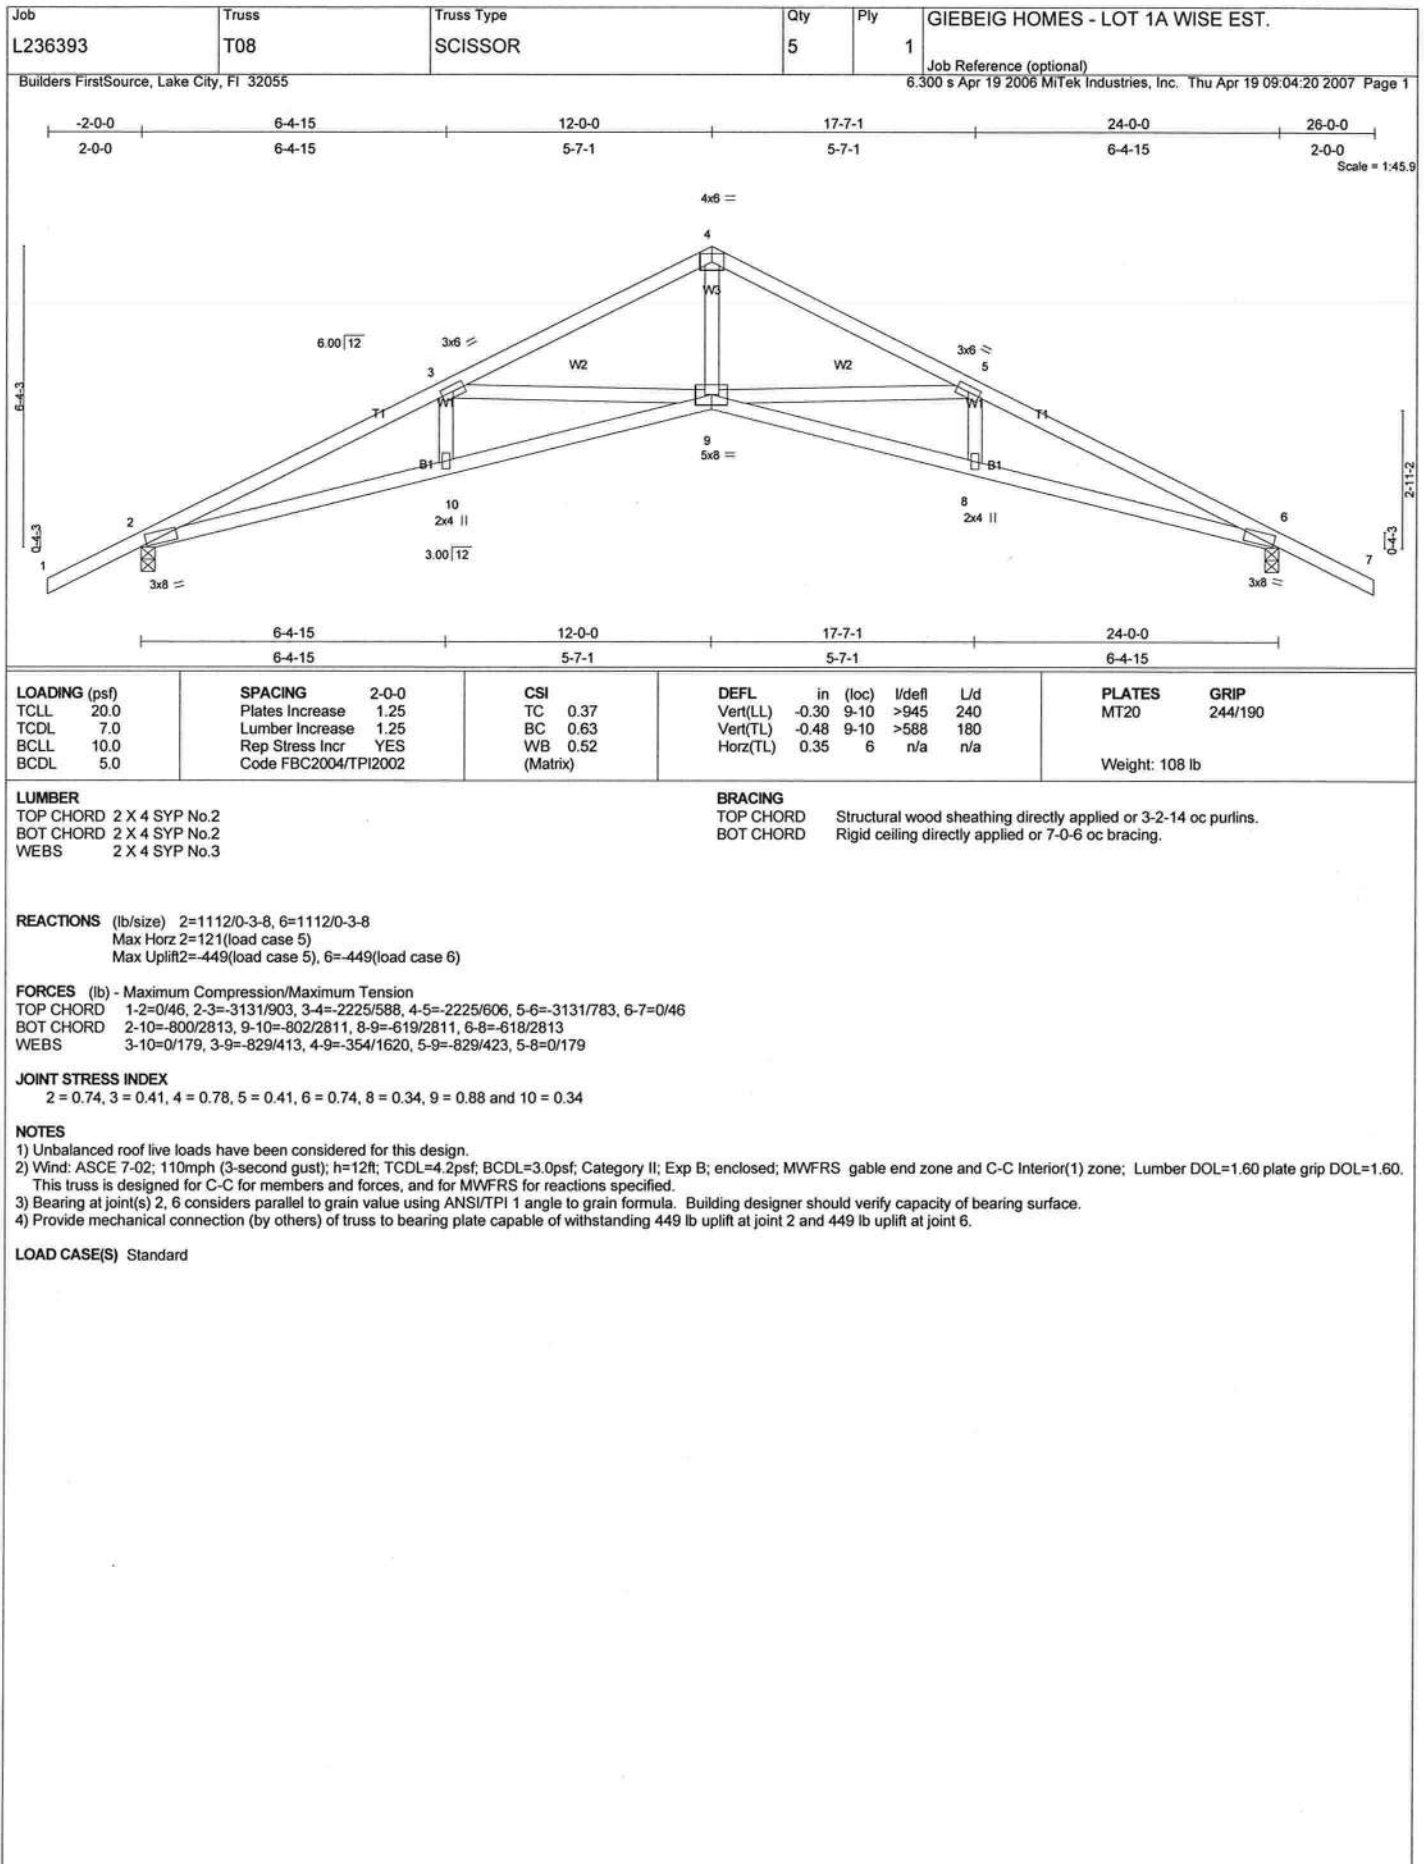 Job Truss Truss Type Qty Ply GIEBEIG HOMES - LOT 1A WISE EST.
L236393 T08 SCISSOR 5 1
Job Reference (optional)
Builders FirstSource, Lake City, Fl 32055 6.300 s Apr 19 2006 MiTek Industries, Inc. Thu Apr 19 09:04:20 2007 Page 1
-2-0-0 6-4-15 12-0-0 17-7-1 24-0-0 26-0-0
2-0-0 6-4-15 5-7-1 5-7-1 6-4-15 2-0-0
Scale = 1:45.9
4x6 =
4
W3
6.00 12
3x6
3x6
3
W2
W2
5
6-4-3
T1
W1
W1
T1
B1
9
5x8 =
B1
2-11-2
10
2x4 ||
8
2x4 ||
2
6
0-4-3
3.00 12
0-4-3
1
7
3x8
3x8
6-4-15 12-0-0 17-7-1 24-0-0
6-4-15 5-7-1 5-7-1 6-4-15
LOADING (psf) SPACING 2-0-0 CSI DEFL in (loc) l/defl L/d PLATES GRIP
TCLL 20.0 Plates Increase 1.25 TC 0.37 Vert(LL) -0.30 9-10 >945 240 MT20 244/190
TCDL 7.0 Lumber Increase 1.25 BC 0.63 Vert(TL) -0.48 9-10 >588 180
BCLL 10.0 Rep Stress Incr YES WB 0.52 Horz(TL) 0.35 6 n/a n/a
BCDL 5.0 Code FBC2004/TPI2002 (Matrix) Weight: 108 lb
LUMBER
TOP CHORD 2 X 4 SYP No.2
BOT CHORD 2 X 4 SYP No.2
WEBS 2 X 4 SYP No.3
BRACING
TOP CHORD Structural wood sheathing directly applied or 3-2-14 oc purlins.
BOT CHORD Rigid ceiling directly applied or 7-0-6 oc bracing.
REACTIONS (lb/size) 2=1112/0-3-8, 6=1112/0-3-8
Max Horz 2=121(load case 5)
Max Uplift2=-449(load case 5), 6=-449(load case 6)
FORCES (lb) - Maximum Compression/Maximum Tension
TOP CHORD 1-2=0/46, 2-3=-3131/903, 3-4=-2225/588, 4-5=-2225/606, 5-6=-3131/783, 6-7=0/46
BOT CHORD 2-10=-800/2813, 9-10=-802/2811, 8-9=-619/2811, 6-8=-618/2813
WEBS 3-10=0/179, 3-9=-829/413, 4-9=-354/1620, 5-9=-829/423, 5-8=0/179
JOINT STRESS INDEX
2 = 0.74, 3 = 0.41, 4 = 0.78, 5 = 0.41, 6 = 0.74, 8 = 0.34, 9 = 0.88 and 10 = 0.34
NOTES
1) Unbalanced roof live loads have been considered for this design.
2) Wind: ASCE 7-02; 110mph (3-second gust); h=12ft; TCDL=4.2psf; BCDL=3.0psf; Category II; Exp B; enclosed; MWFRS gable end zone and C-C Interior(1) zone; Lumber DOL=1.60 plate grip DOL=1.60.
This truss is designed for C-C for members and forces, and for MWFRS for reactions specified.
3) Bearing at joint(s) 2, 6 considers parallel to grain value using ANSI/TPI 1 angle to grain formula. Building designer should verify capacity of bearing surface.
4) Provide mechanical connection (by others) of truss to bearing plate capable of withstanding 449 lb uplift at joint 2 and 449 lb uplift at joint 6.
LOAD CASE(S) Standard